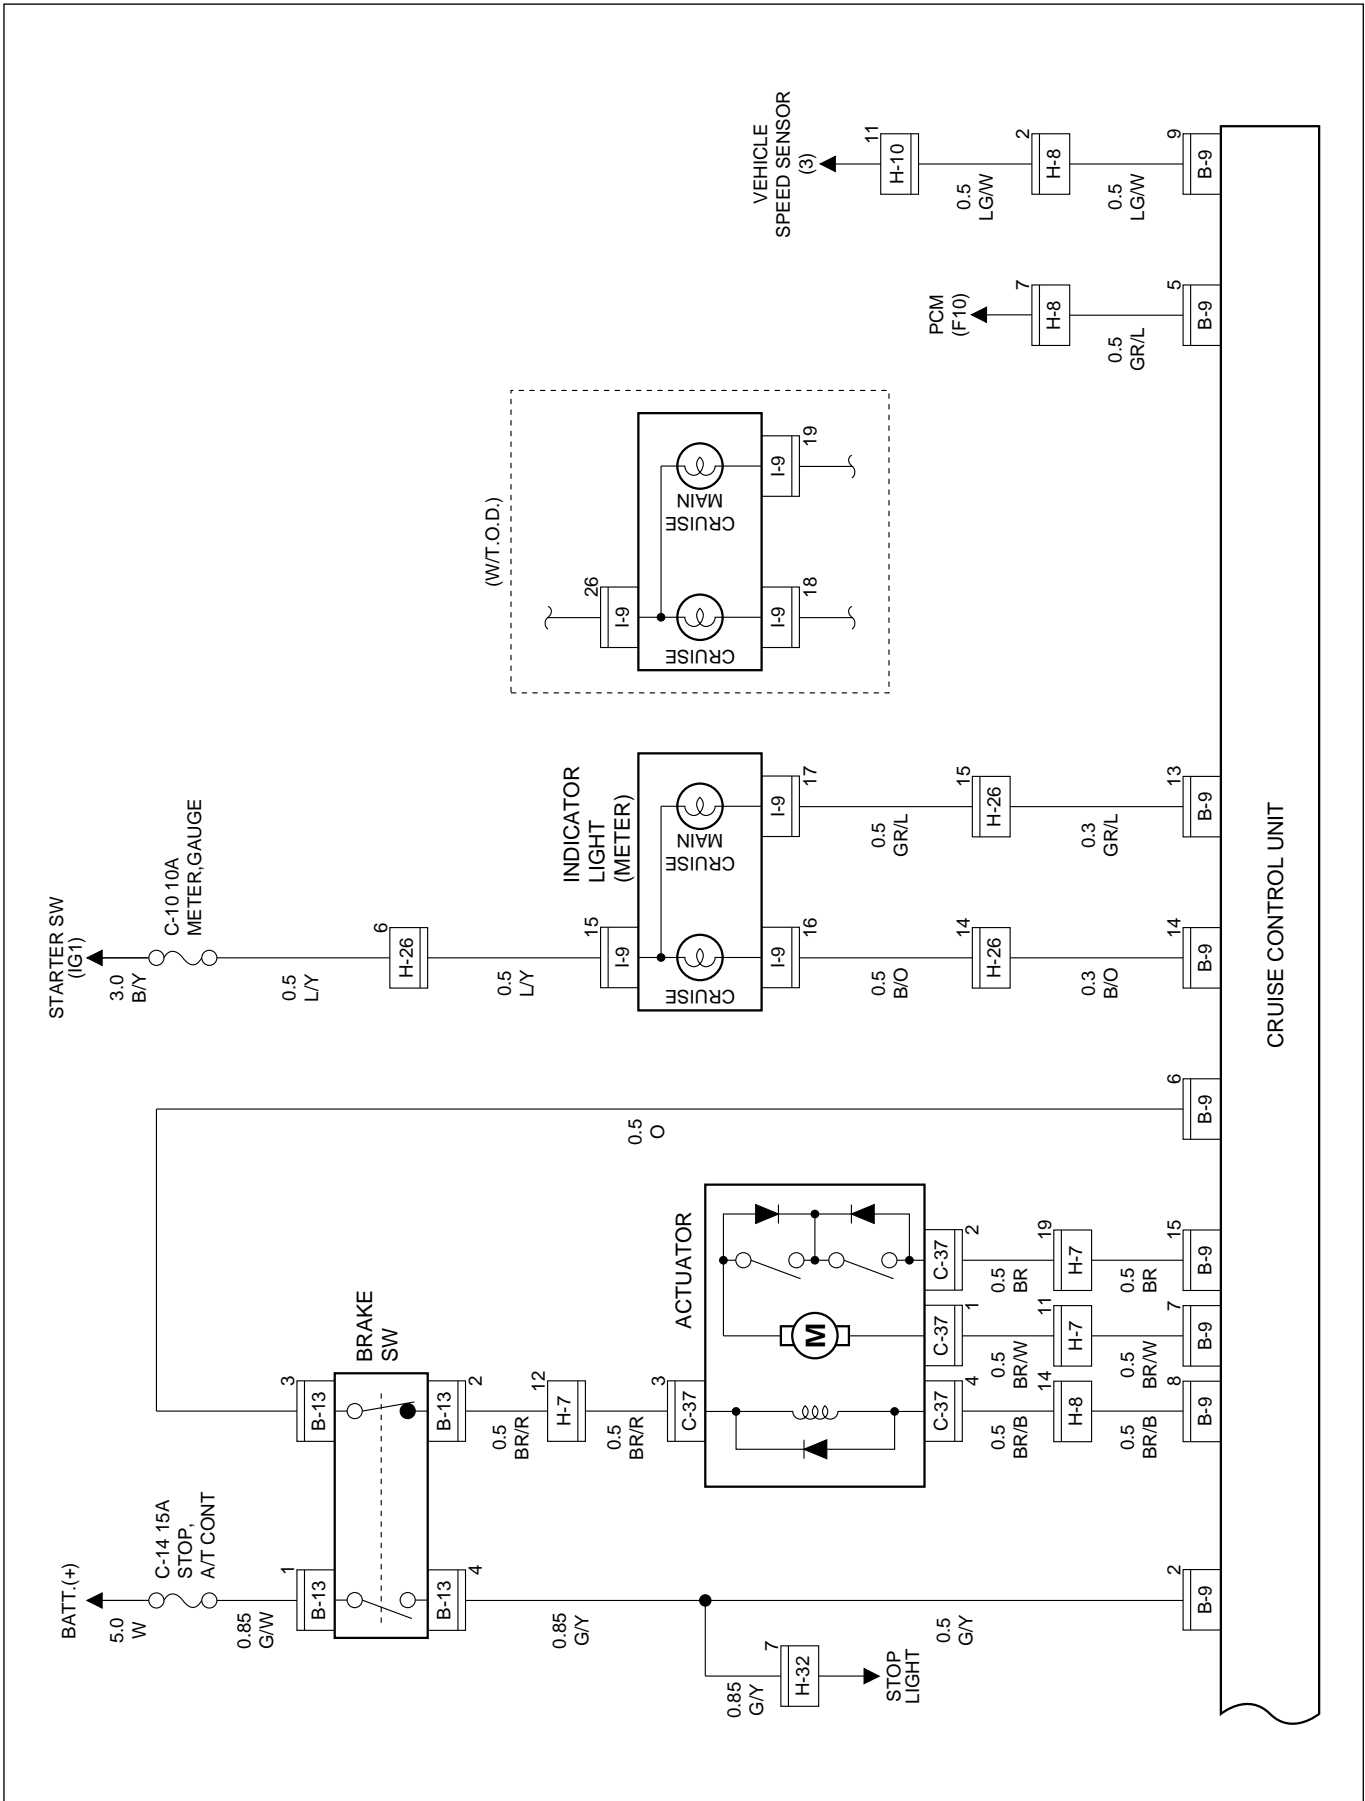 BATT.(+)
5.0
W
C-14 15A
STOP,
A/T CONT
0.85
G/W
1
B-13
3
B-13
BRAKE
SW
B-13
4
B-13
2
0.85
G/Y
0.85
G/Y
7
H-32
STOP
LIGHT
0.5
G/Y
2
B-9
0.5
BR/R
12
H-7
0.5
BR/R
3
C-37
ACTUATOR
M
C-37
4
C-37
1
C-37
2
0.5
BR/B
14
H-8
0.5
BR/B
8
B-9
0.5
BR/W
11
H-7
0.5
BR/W
7
B-9
0.5
BR
19
H-7
0.5
BR
15
B-9
0.5
O
6
B-9
STARTER SW
(IG1)
3.0
B/Y
C-10 10A
METER,GAUGE
0.5
L/Y
6
H-26
0.5
L/Y
15
I-9
INDICATOR
LIGHT
(METER)
CRUISE
CRUISE
MAIN
I-9
16
I-9
17
0.5
B/O
14
H-26
0.3
B/O
14
B-9
0.5
GR/L
15
H-26
0.3
GR/L
13
B-9
(W/T.O.D.)
26
I-9
CRUISE
CRUISE
MAIN
I-9
18
I-9
19
PCM
(F10)
7
H-8
0.5
GR/L
5
B-9
VEHICLE
SPEED SENSOR
(3)
11
H-10
0.5
LG/W
2
H-8
0.5
LG/W
9
B-9
CRUISE CONTROL UNIT